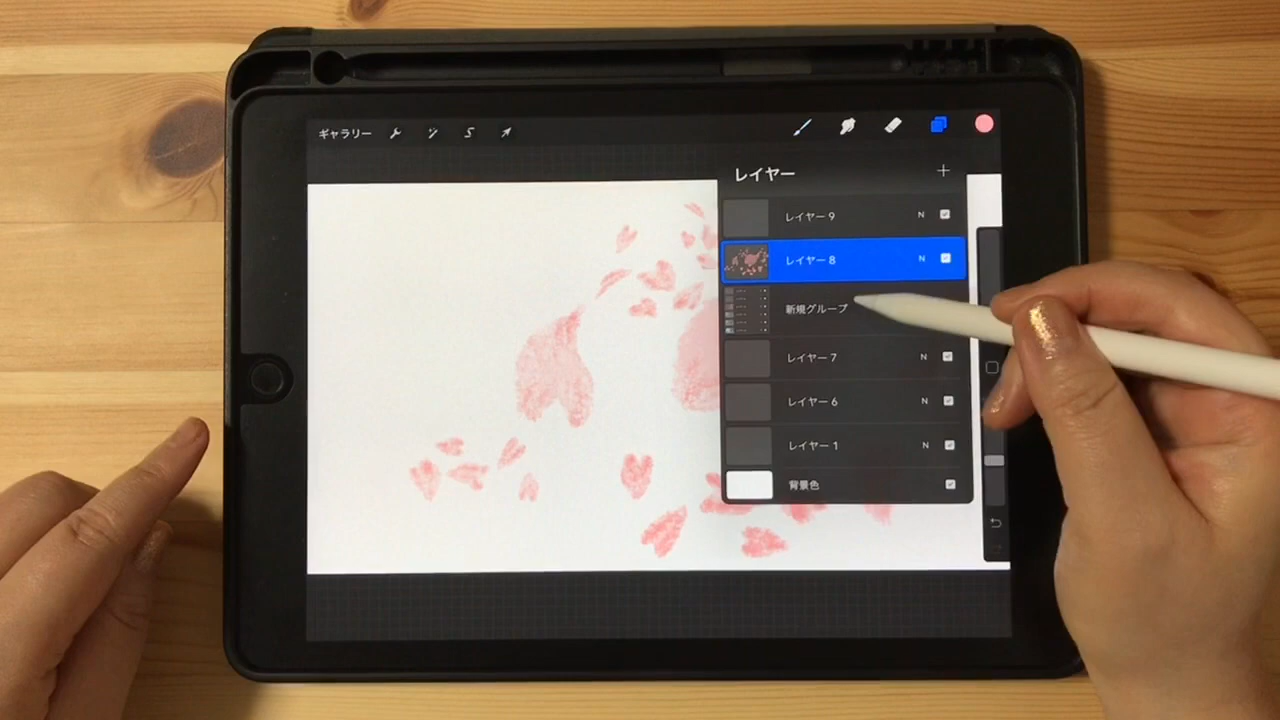 ギャラリー
レイヤー
レイヤー 9 N
レイヤー 8 N
新規グループ
レイヤー 7 N
レイヤー 6 N
レイヤー 1 N
背景色